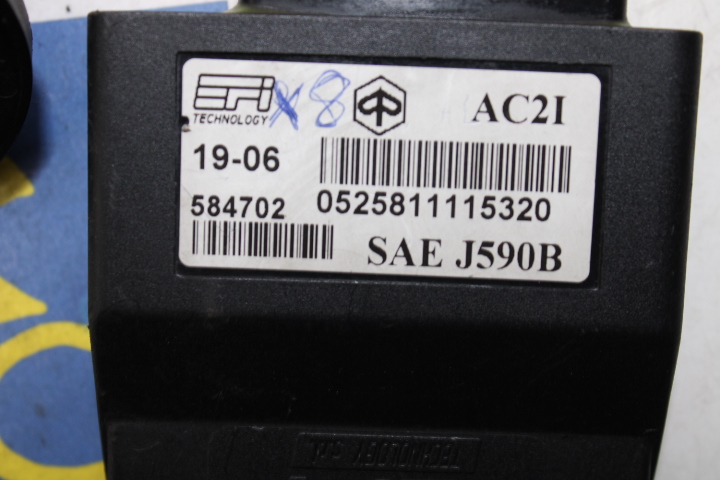 EFI
TECHNOLOGY X8
AC2I
19-06
584702 0525811115320
SAE J590B